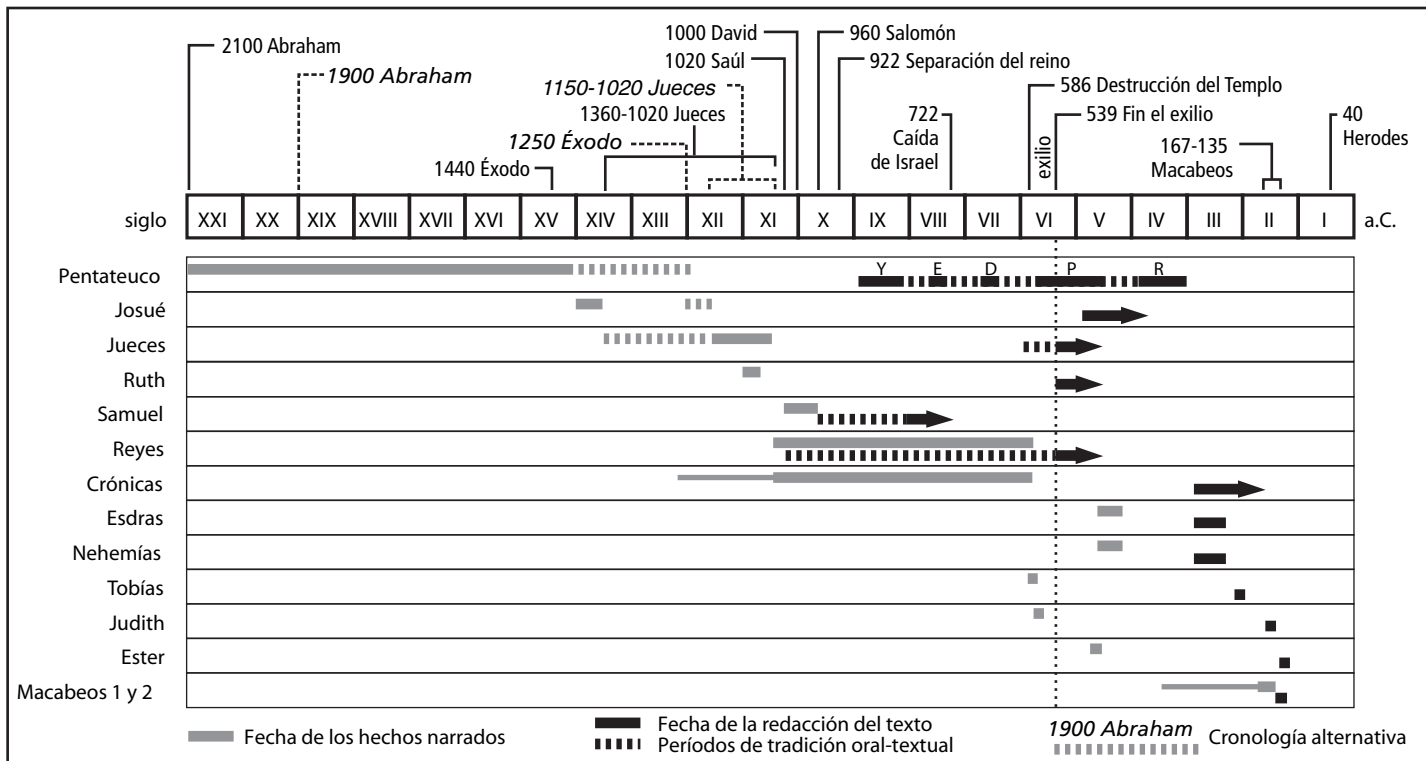 2100 Abraham
1900 Abraham
1000 David
1020 Saúl
1150-1020 Jueces
1360-1020 Jueces
1250 Éxodo
1440 Éxodo
960 Salomón
922 Separación del reino
722
Caída
de Israel
586 Destrucción del Templo
exilio
539 Fin el exilio
167-135
Macabeos
40
Herodes
siglo XXI XX XIX XVIII XVII XVI XV XIV XIII XII XI X IX VIII VII VI V IV III II I a.C.
Pentateuco Y E D P R
Josué
Jueces
Ruth
Samuel
Reyes
Crónicas
Esdras
Nehemías
Tobías
Judith
Ester
Macabeos 1 y 2
Fecha de los hechos narrados
Fecha de la redacción del texto
Períodos de tradición oral-textual
1900 Abraham
Cronología alternativa